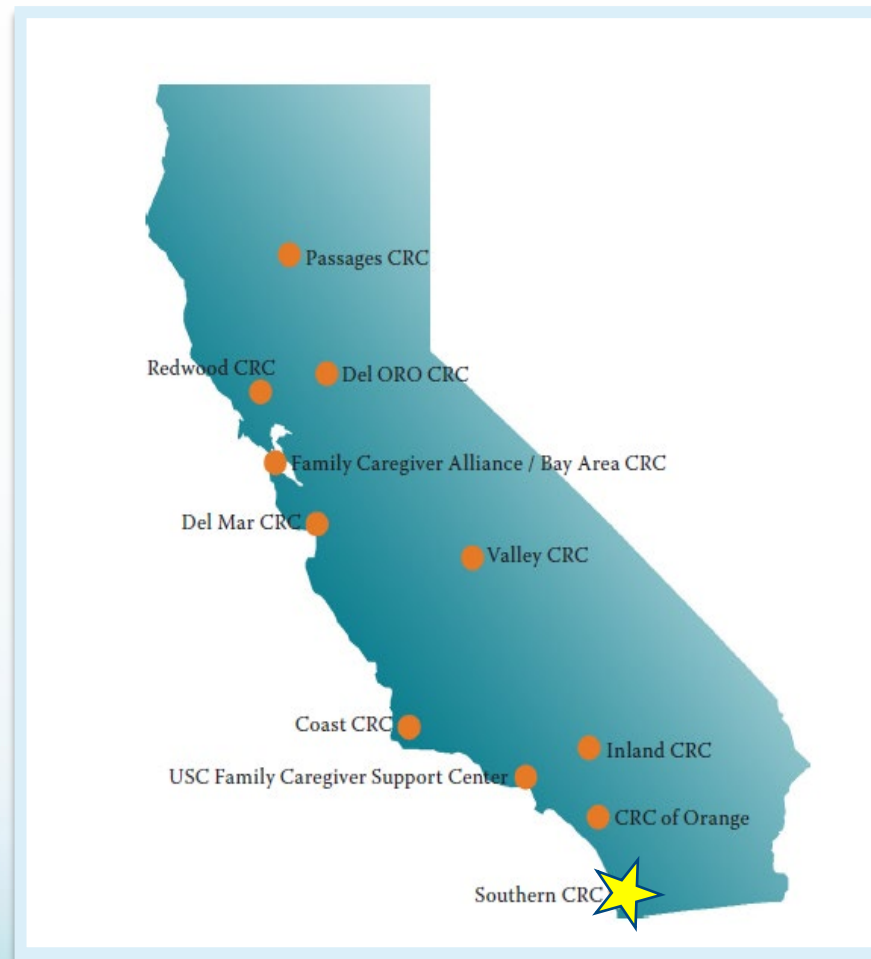 Passages CRC
Redwood CRC
Del ORO CRC
Family Caregiver Alliance / Bay Area CRC
Del Mar CRC
Valley CRC
Coast CRC
Inland CRC
USC Family Caregiver Support Center
CRC of Orange
Southern CRC